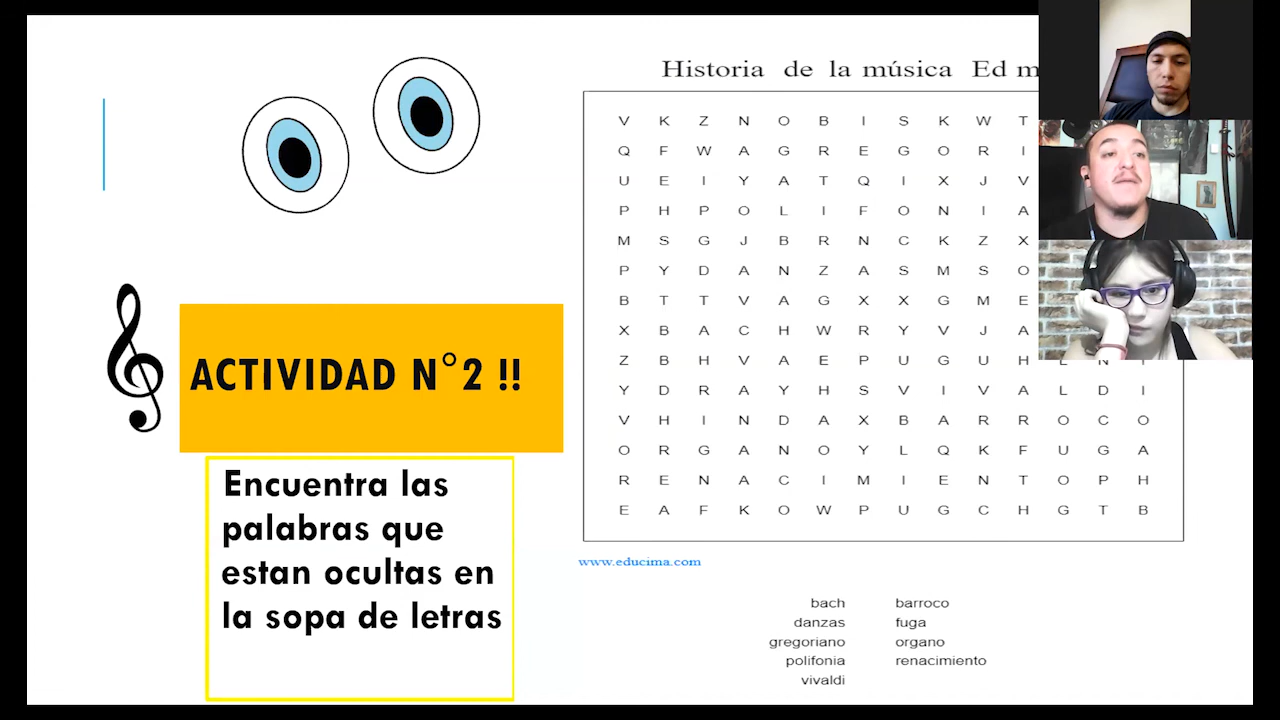 Historia de la música Ed
V K Z N O B I S K W T
Q F W A G R E G O R I
U E I Y A T Q I X J V
P H P O L I F O N I A
M S G J B R N C K Z X
P Y D A N Z A S M S O
B T T V A G X X G M E
X B A C H W R Y V J A
Z B H V A E P U G U H
Y D R A Y H S V I V A L D I
V H I N D A X B A R R O C O
O R G A N O Y L Q K F U G A
R E N A C I M I E N T O P H
E A F K O W P U G C H G T B
ACTIVIDAD N°2 !!
Encuentra las
palabras que
estan ocultas en
la sopa de letras
www.educima.com
bach barroco
danzas fuga
gregoriano organo
polifonia renacimiento
vivaldi